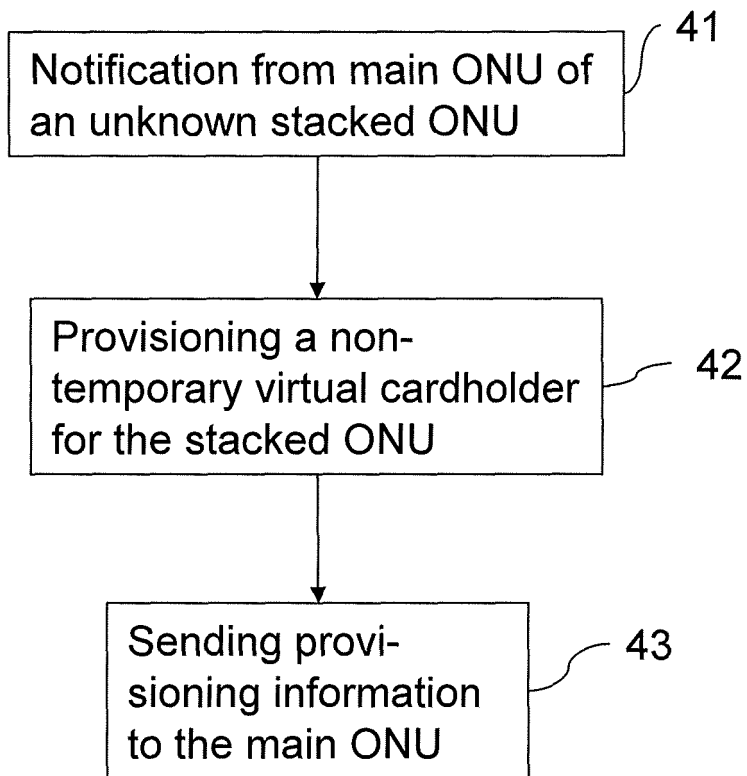 41
Notification from main ONU of
an unknown stacked ONU
Provisioning a non-
temporary virtual cardholder
for the stacked ONU
42
Sending provi-
sioning information
to the main ONU
43